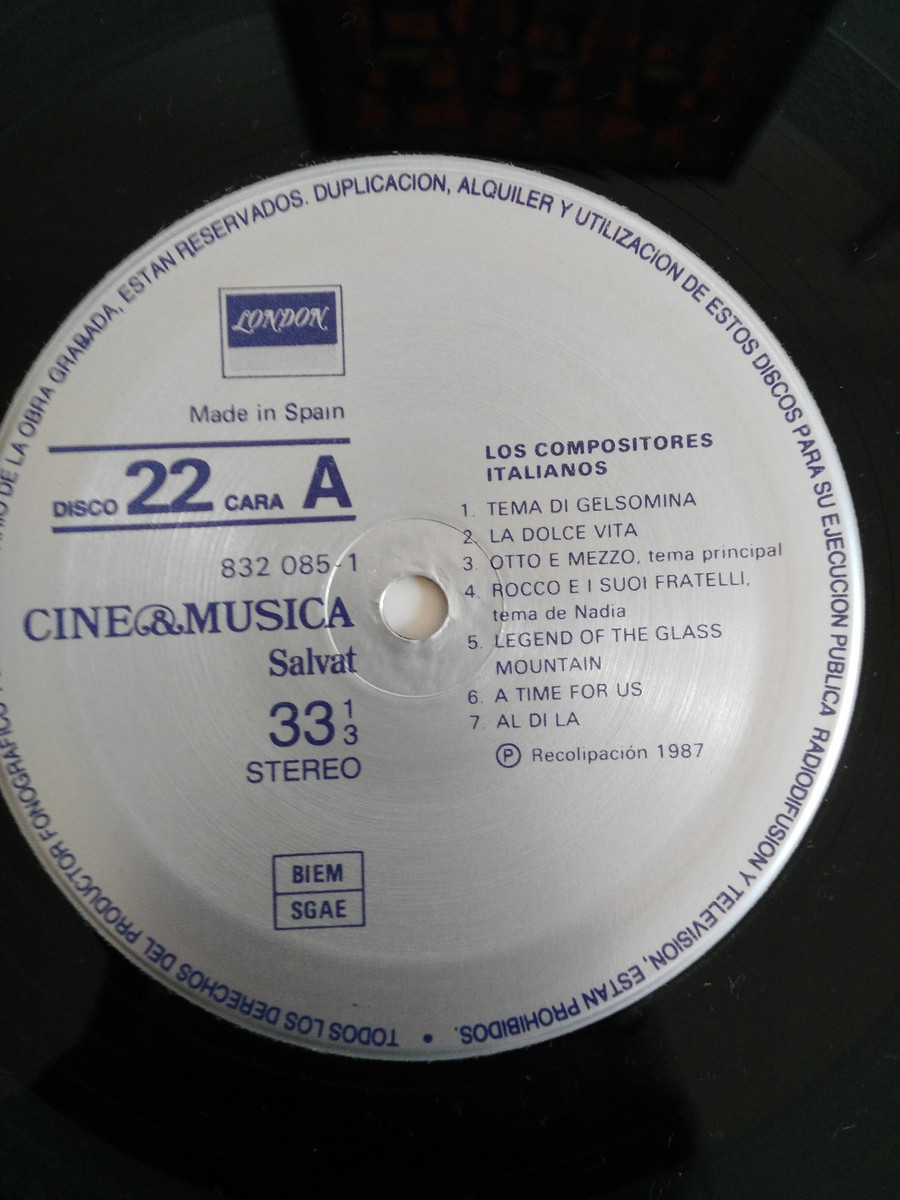 LONDON
Made in Spain
DISCO 22 CARA A
832 085-1
CINE&MUSICA
Salvat
33 1/3
STEREO
BIEM
SGAE
LOS COMPOSITORES
ITALIANOS
1. TEMA DI GELSOMINA
2. LA DOLCE VITA
3. OTTO E MEZZO, tema principal
4. ROCCO E I SUOI FRATELLI,
tema de Nadia
5. LEGEND OF THE GLASS
MOUNTAIN
6. A TIME FOR US
7. AL DI LA
Ⓟ Recolipación 1987
TODOS LOS DERECHOS DEL PRODUCTOR FONOGRAFICO DE LA OBRA GRABADA, ESTAN RESERVADOS. DUPLICACION, ALQUILER Y UTILIZACION DE ESTOS DISCOS PARA SU EJECUCION PUBLICA RADIODIFUSION Y TELEVISION, ESTAN PROHIBIDOS. •